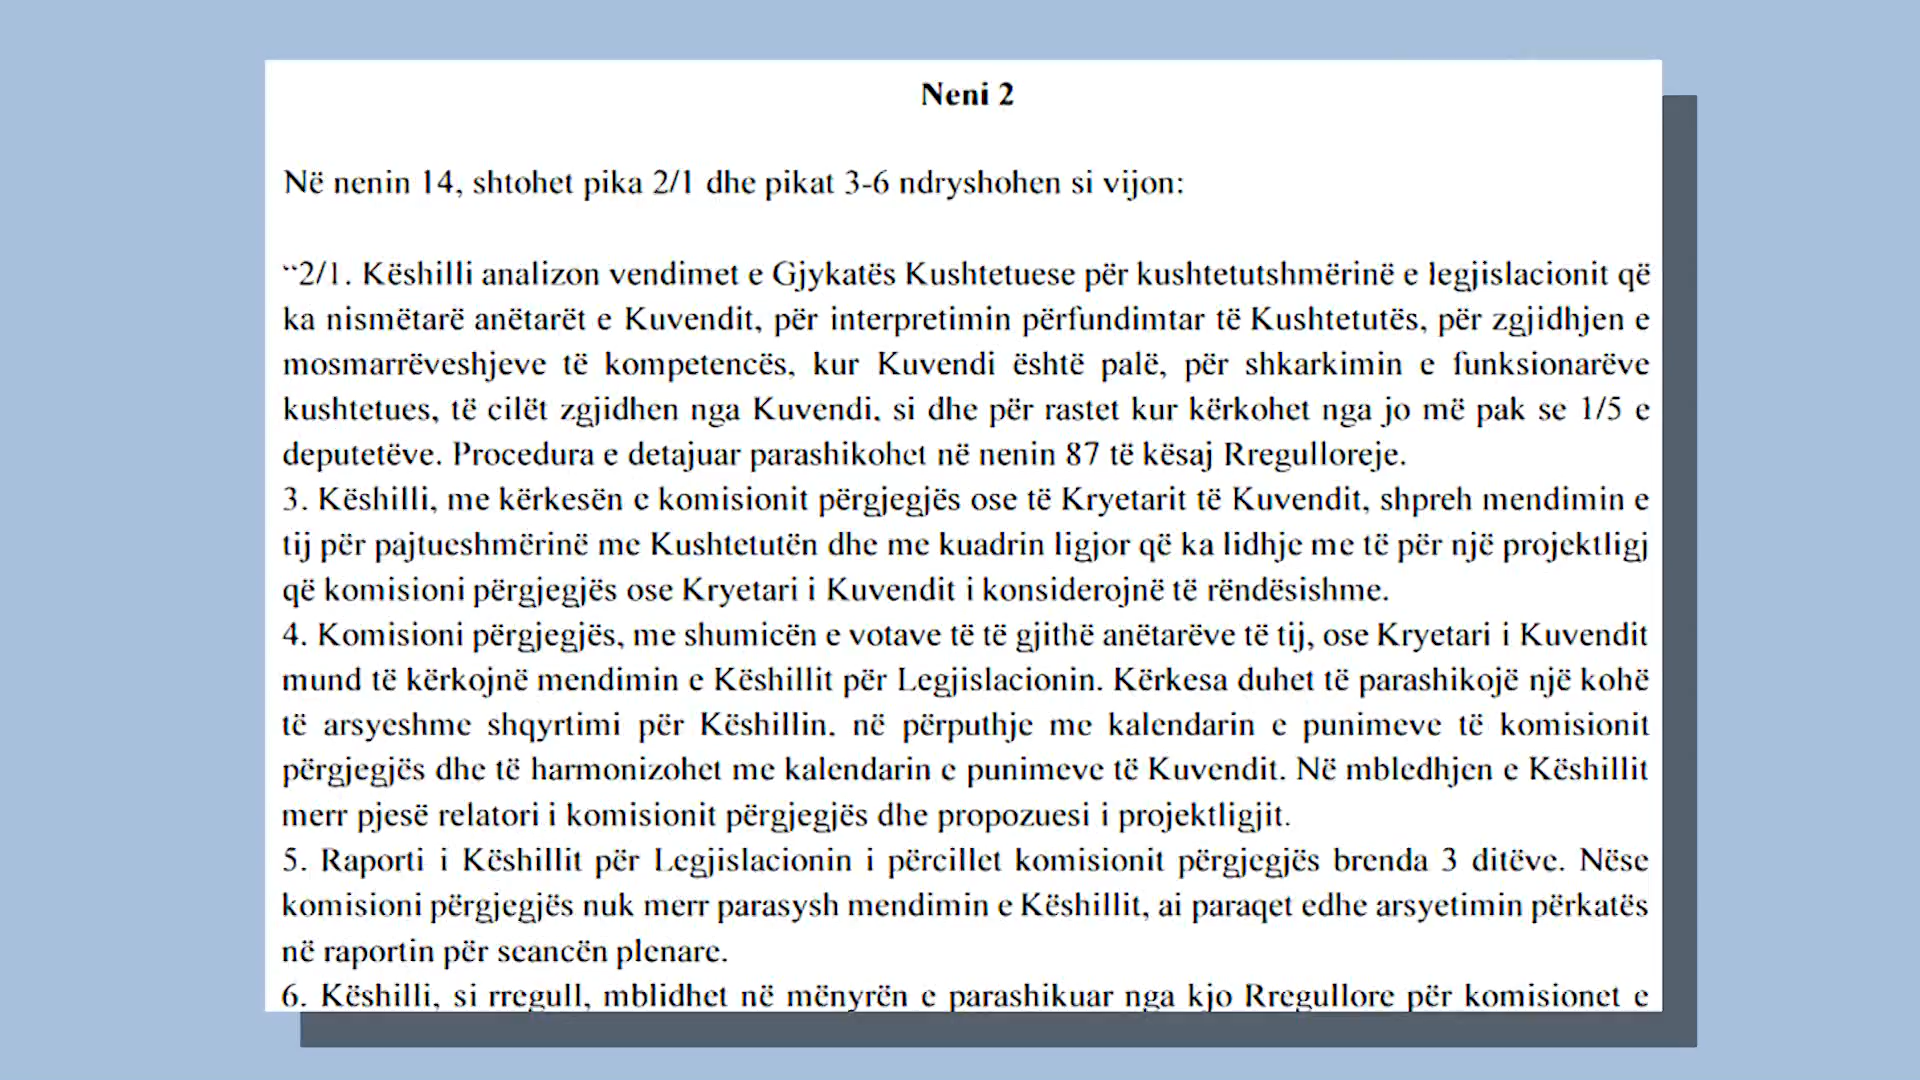 Neni 2
Në nenin 14, shtohet pika 2/1 dhe pikat 3-6 ndryshohen si vijon:
“2/1. Këshilli analizon vendimet e Gjykatës Kushtetuese për kushtetutshmërinë e legjislacionit që
ka nismëtarë anëtarët e Kuvendit, për interpretimin përfundimtar të Kushtetutës, për zgjidhjen e
mosmarrëveshjeve të kompetencës, kur Kuvendi është palë, për shkarkimin e funksionarëve
kushtetues, të cilët zgjidhen nga Kuvendi, si dhe për rastet kur kërkohet nga jo më pak se 1/5 e
deputetëve. Procedura e detajuar parashikohet në nenin 87 të kësaj Rregulloreje.
3. Këshilli, me kërkesën e komisionit përgjegjës ose të Kryetarit të Kuvendit, shpreh mendimin e
tij për pajtueshmërinë me Kushtetutën dhe me kuadrin ligjor që ka lidhje me të për një projektligj
që komisioni përgjegjës ose Kryetari i Kuvendit i konsiderojnë të rëndësishme.
4. Komisioni përgjegjës, me shumicën e votave të të gjithë anëtarëve të tij, ose Kryetari i Kuvendit
mund të kërkojnë mendimin e Këshillit për Legjislacionin. Kërkesa duhet të parashikojë një kohë
të arsyeshme shqyrtimi për Këshillin, në përputhje me kalendarin e punimeve të komisionit
përgjegjës dhe të harmonizohet me kalendarin e punimeve të Kuvendit. Në mbledhjen e Këshillit
merr pjesë relatori i komisionit përgjegjës dhe propozuesi i projektligjit.
5. Raporti i Këshillit për Legjislacionin i përcillet komisionit përgjegjës brenda 3 ditëve. Nëse
komisioni përgjegjës nuk merr parasysh mendimin e Këshillit, ai paraqet edhe arsyetimin përkatës
në raportin për seancën plenare.
6. Këshilli, si rregull, mblidhet në mënyrën e parashikuar nga kjo Rregullore për komisionet e